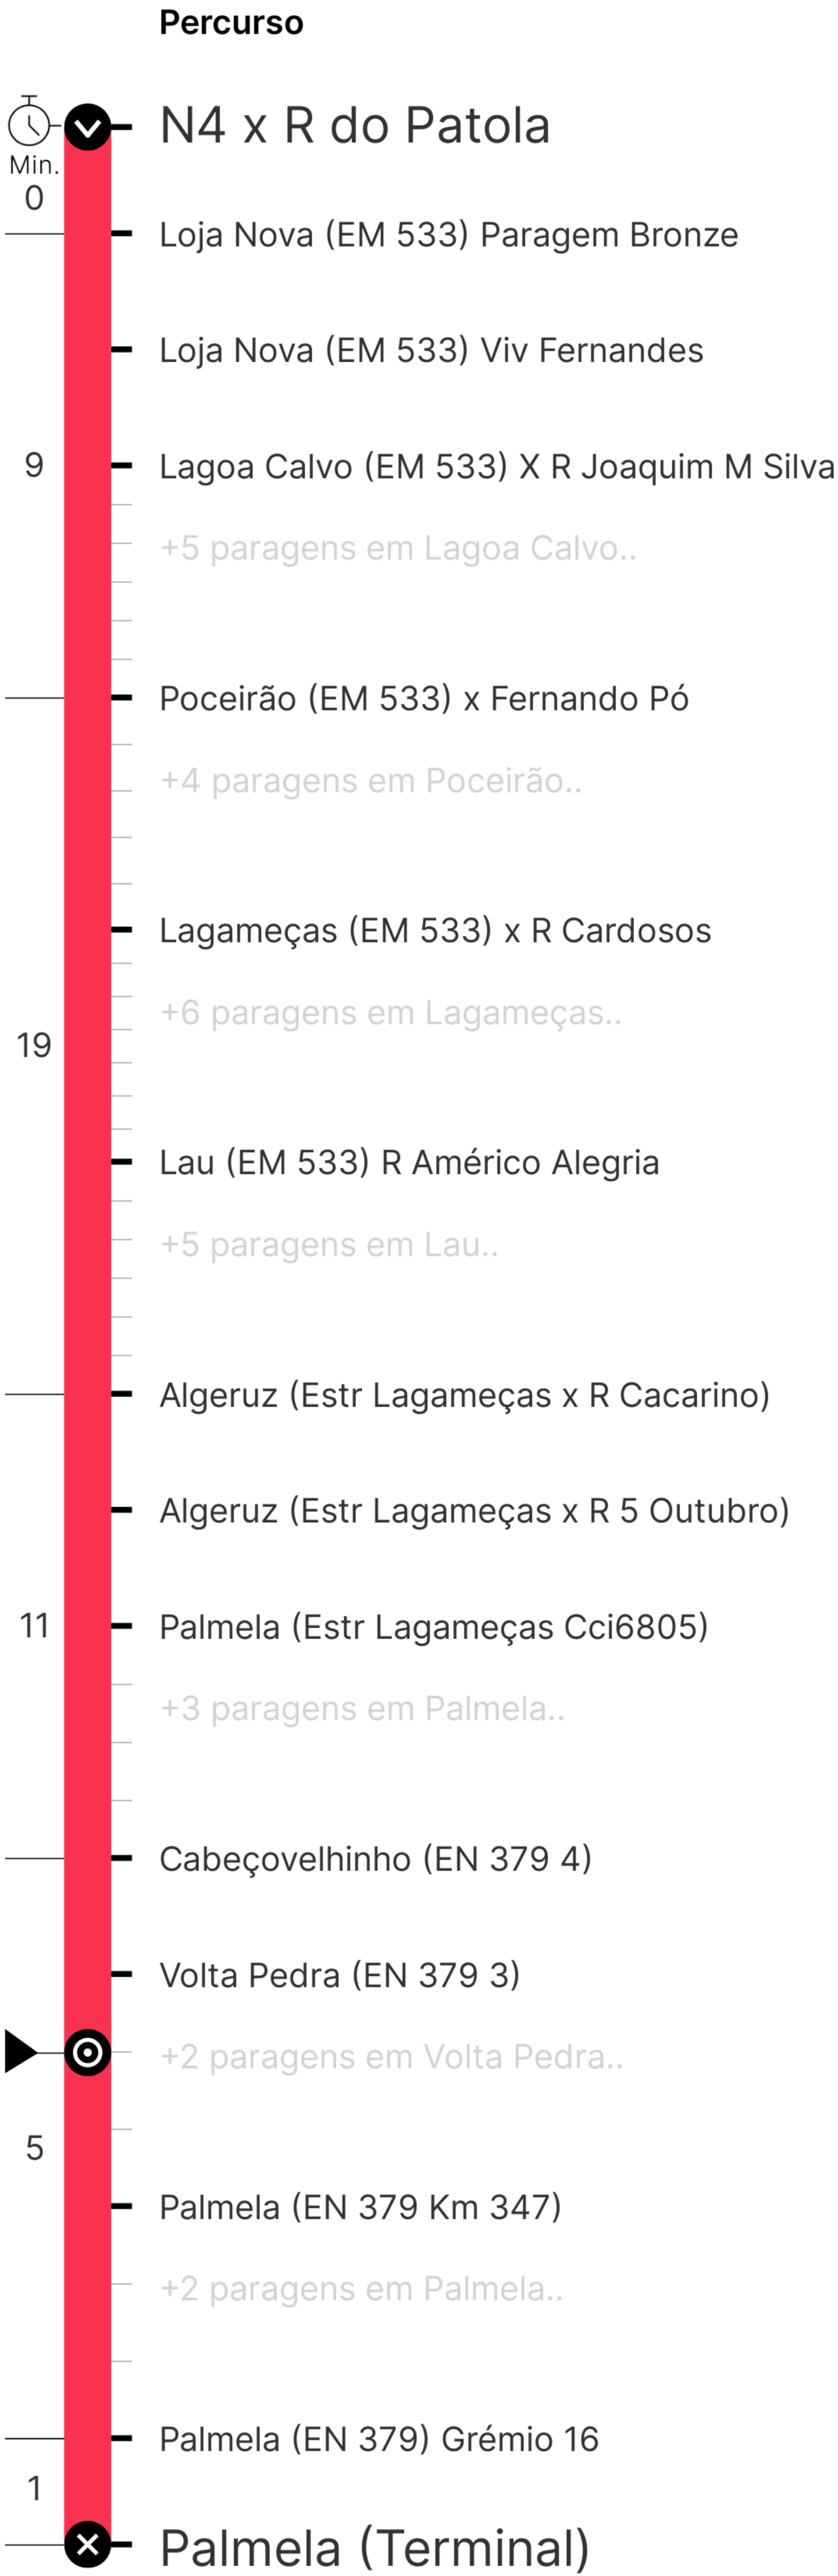 Percurso
N4 x R do Patola
Min.
0
Loja Nova (EM 533) Paragem Bronze
Loja Nova (EM 533) Viv Fernandes
9
Lagoa Calvo (EM 533) X R Joaquim M Silva
+5 paragens em Lagoa Calvo..
Poceirão (EM 533) x Fernando Pó
+4 paragens em Poceirão..
Lagameças (EM 533) x R Cardosos
+6 paragens em Lagameças..
19
Lau (EM 533) R Américo Alegria
+5 paragens em Lau..
Algeruz (Estr Lagameças x R Cacarino)
Algeruz (Estr Lagameças x R 5 Outubro)
11
Palmela (Estr Lagameças Cci6805)
+3 paragens em Palmela..
Cabeçovelhinho (EN 379 4)
Volta Pedra (EN 379 3)
+2 paragens em Volta Pedra..
5
Palmela (EN 379 Km 347)
+2 paragens em Palmela..
Palmela (EN 379) Grémio 16
1
Palmela (Terminal)